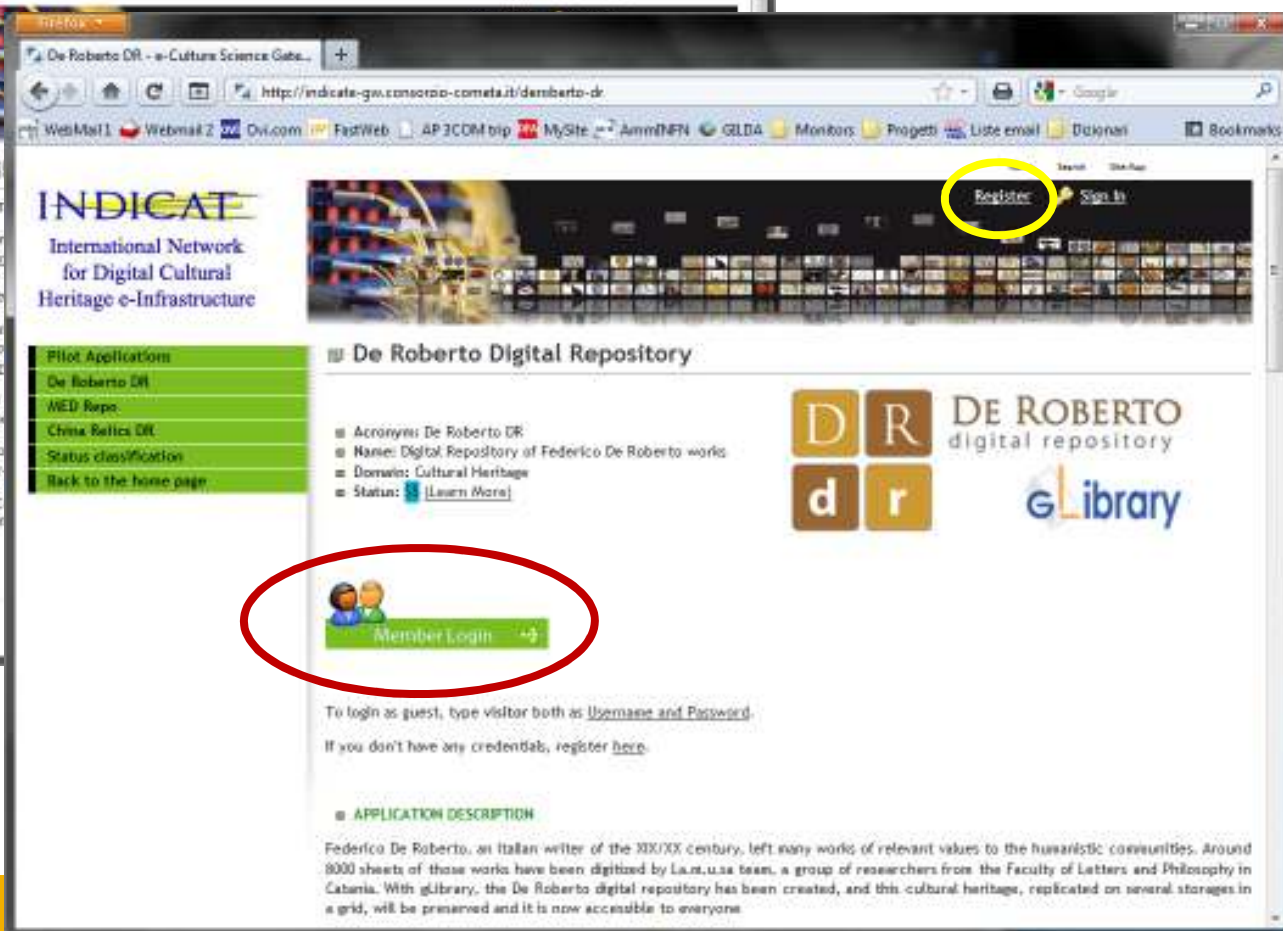 Firefox
De Roberto DR - e-Culture Science Gate...
http://indicate-gw.consorzio-cometa.it/deroberto-dr
Google
WebMail 1 Webmail 2 Ovi.com FastWeb AP 3COM trip MySite AmmINFN GILDA Monitors Progetti Liste email Dizionari Bookmarks
Search Site Map
Register Sign In
INDICATE
International Network
for Digital Cultural
Heritage e-Infrastructure
Pilot Applications
De Roberto DR
MED Repo
China Relics DR
Status classification
Back to the home page
De Roberto Digital Repository
Acronym: De Roberto DR
Name: Digital Repository of Federico De Roberto works
Domain: Cultural Heritage
Status: [Learn More]
D R
d r
DE ROBERTO
digital repository
gLibrary
Member Login
To login as guest, type visitor both as Username and Password.
If you don't have any credentials, register here.
APPLICATION DESCRIPTION
Federico De Roberto, an Italian writer of the XIX/XX century, left many works of relevant values to the humanistic communities. Around
8000 sheets of those works have been digitized by La.m.u.sa team, a group of researchers from the Faculty of Letters and Philosophy in
Catania. With gLibrary, the De Roberto digital repository has been created, and this cultural heritage, replicated on several storages in
a grid, will be preserved and it is now accessible to everyone